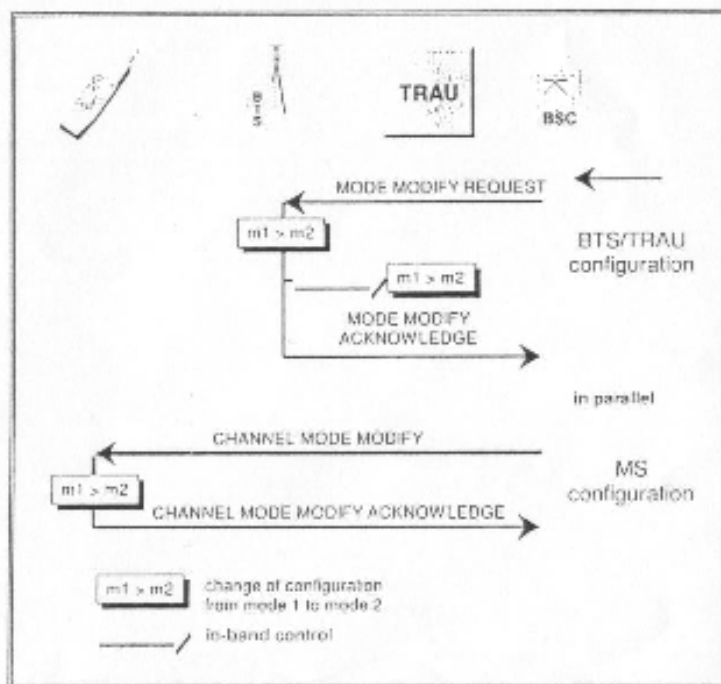 BTS
TRAU
BSC
MODE MODIFY REQUEST
m1 > m2
BTS/TRAU
configuration
m1 > m2
MODE MODIFY
ACKNOWLEDGE
in parallel
CHANNEL MODE MODIFY
m1 > m2
MS
configuration
CHANNEL MODE MODIFY ACKNOWLEDGE
m1 > m2
change of configuration
from mode 1 to mode 2
in-band control